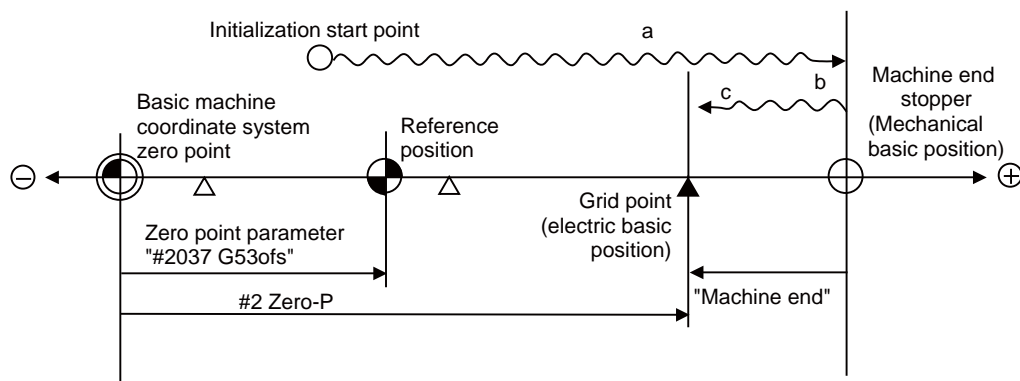 Initialization start point
a
Machine end
stopper
(Mechanical
basic position)
b
c
Basic machine
coordinate system
zero point
Reference
position
Grid point
(electric basic
position)
Zero point parameter
"#2037 G53ofs"
#2 Zero-P
"Machine end"
−
+